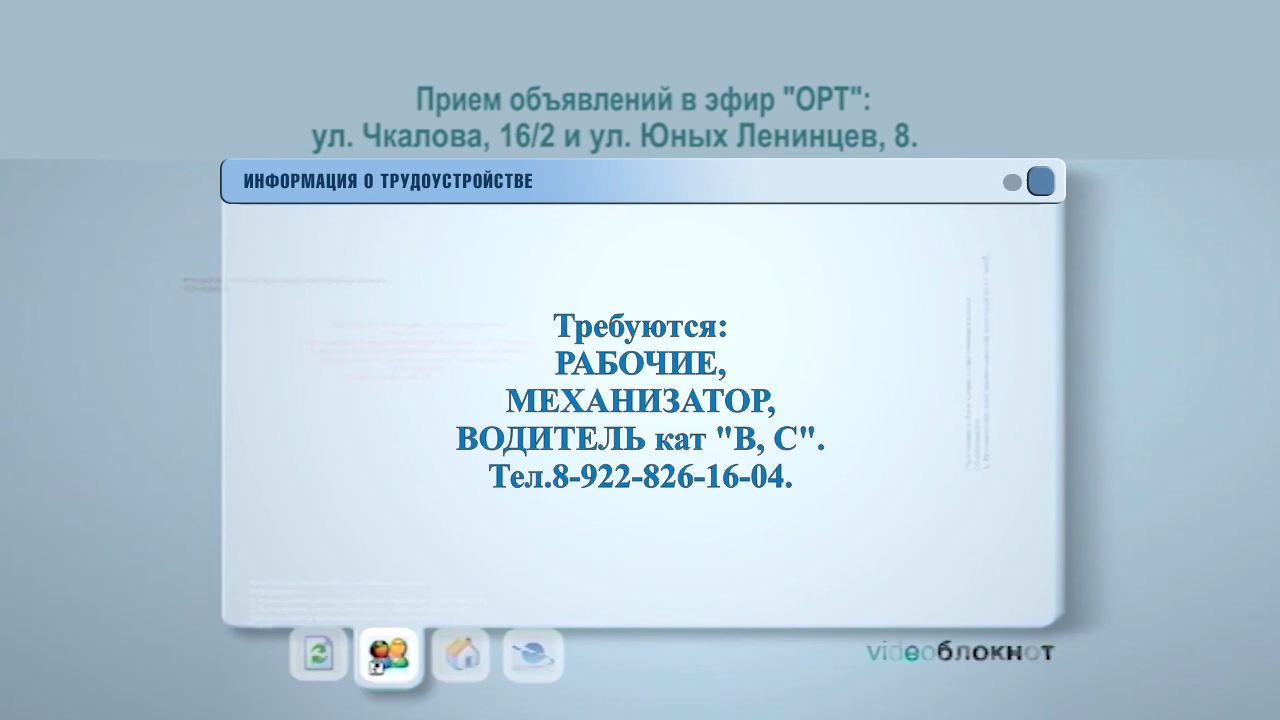 Прием объявлений в эфир "ОРТ":
ул. Чкалова, 16/2 и ул. Юных Ленинцев, 8.
ИНФОРМАЦИЯ О ТРУДОУСТРОЙСТВЕ
Требуются:
РАБОЧИЕ,
МЕХАНИЗАТОР,
ВОДИТЕЛЬ кат "В, С".
Тел.8-922-826-16-04.
videoблокнот